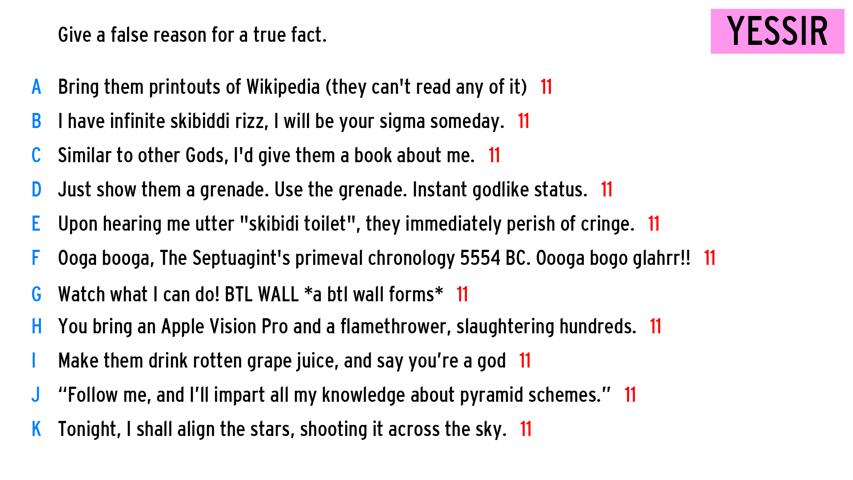 Give a false reason for a true fact.
YESSIR
A Bring them printouts of Wikipedia (they can't read any of it) 11
B I have infinite skibiddi rizz, I will be your sigma someday. 11
C Similar to other Gods, I'd give them a book about me. 11
D Just show them a grenade. Use the grenade. Instant godlike status. 11
E Upon hearing me utter "skibidi toilet", they immediately perish of cringe. 11
F Ooga booga, The Septuagint's primeval chronology 5554 BC. Oooga bogo glahrr!! 11
G Watch what I can do! BTL WALL *a btl wall forms* 11
H You bring an Apple Vision Pro and a flamethrower, slaughtering hundreds. 11
I Make them drink rotten grape juice, and say you’re a god 11
J “Follow me, and I’ll impart all my knowledge about pyramid schemes.” 11
K Tonight, I shall align the stars, shooting it across the sky. 11